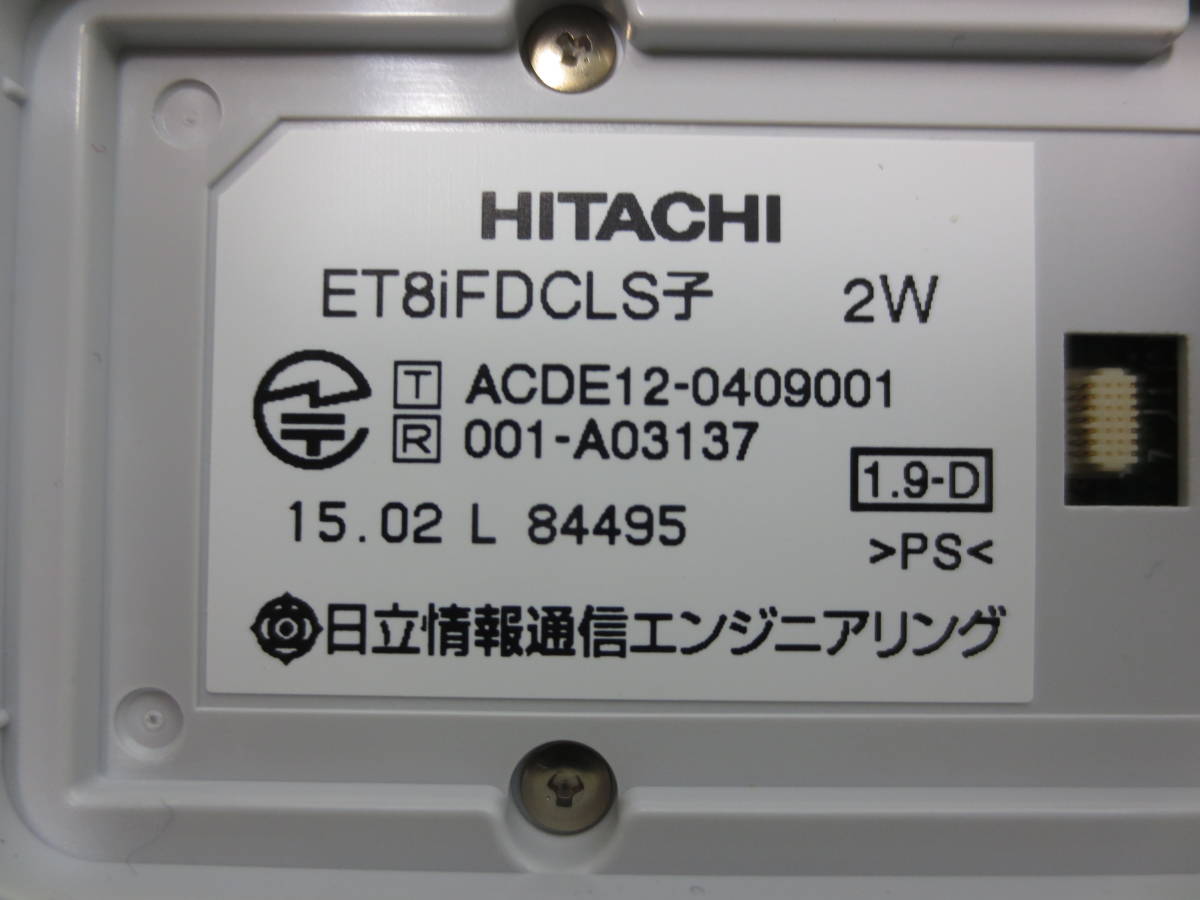 HITACHI
ET8iFDCLS子 2W
T ACDE12-0409001
R 001-A03137
1.9-D
15.02 L 84495
>PS<
日立情報通信エンジニアリング